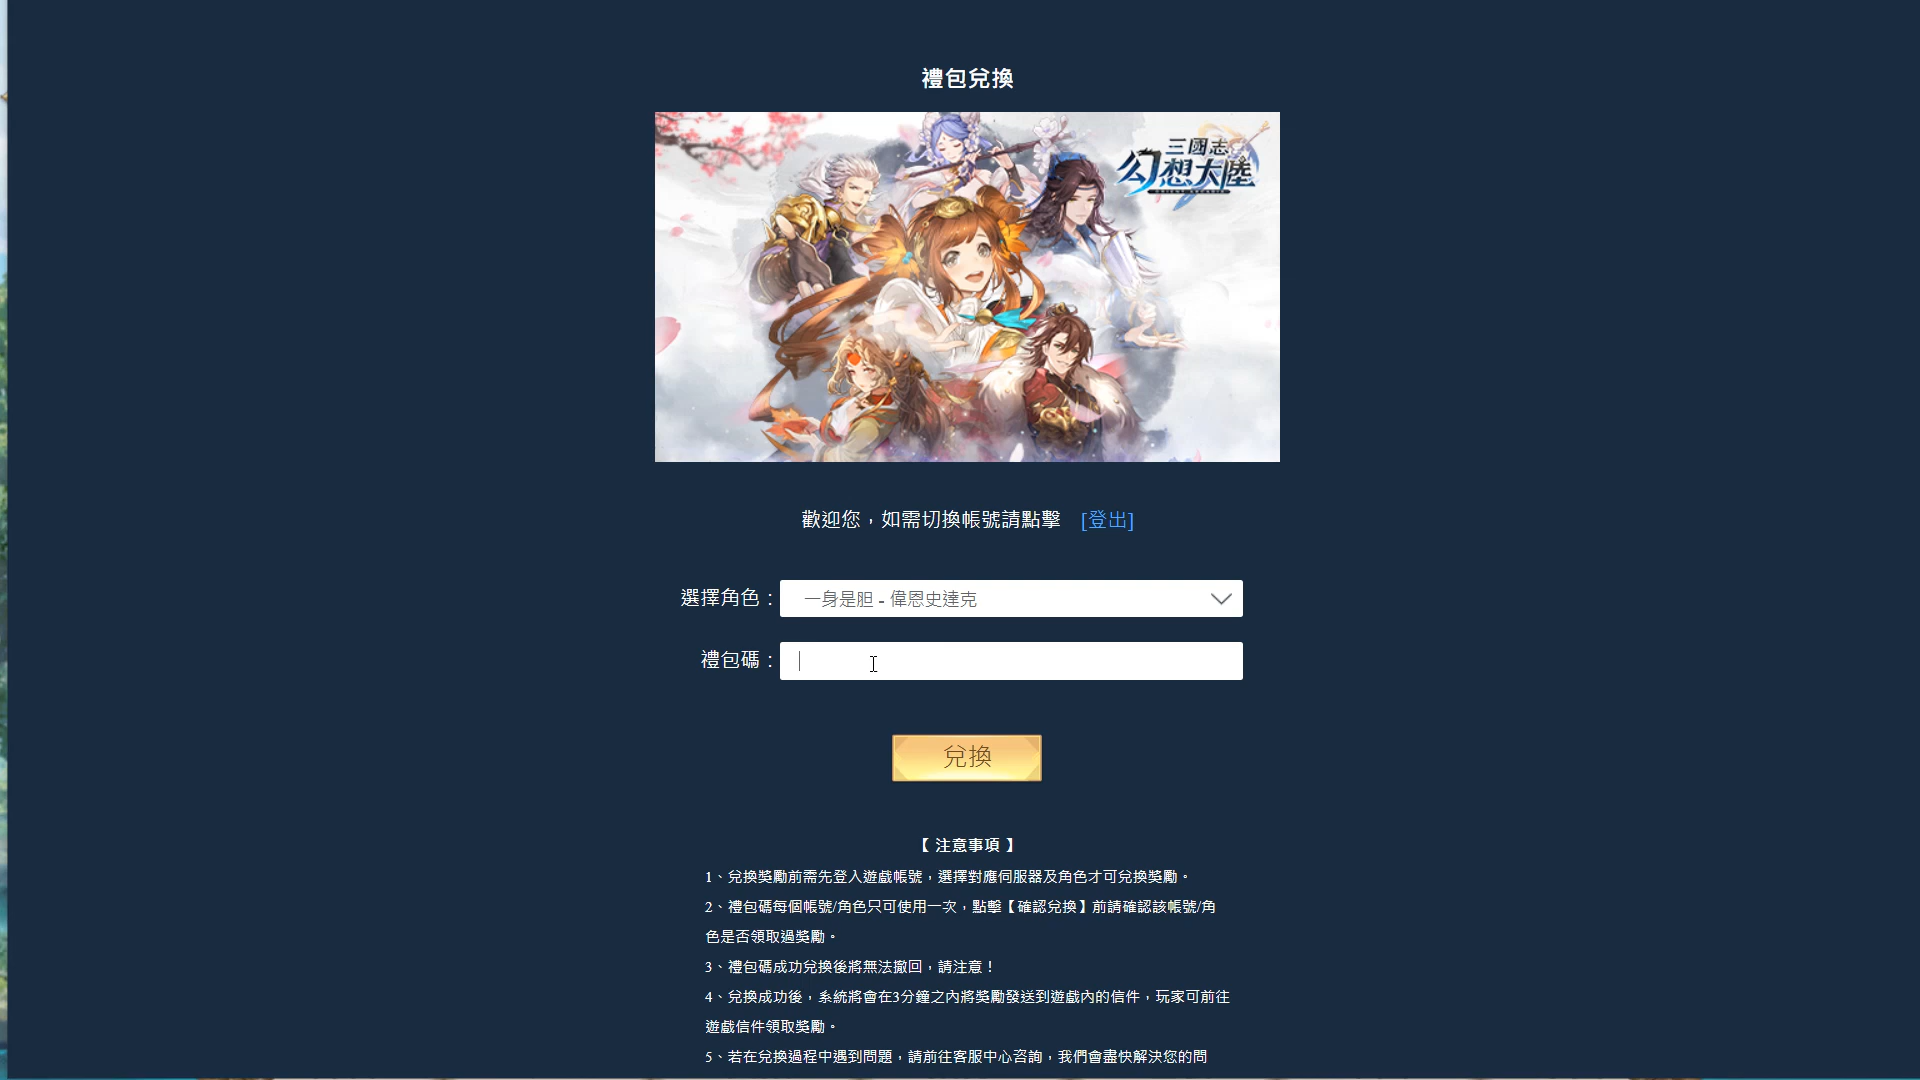 禮包兌換
三國志
幻想大陸
歡迎您，如需切換帳號請點擊 [登出]
選擇角色： 一身是胆 - 偉恩史達克
禮包碼：
兌換
【 注意事項 】
1、兌換獎勵前需先登入遊戲帳號，選擇對應伺服器及角色才可兌換獎勵。
2、禮包碼每個帳號/角色只可使用一次，點擊【確認兌換】前請確認該帳號/角
色是否領取過獎勵。
3、禮包碼成功兌換後將無法撤回，請注意！
4、兌換成功後，系統將會在3分鐘之內將獎勵發送到遊戲內的信件，玩家可前往
遊戲信件領取獎勵。
5、若在兌換過程中遇到問題，請前往客服中心咨詢，我們會盡快解決您的問